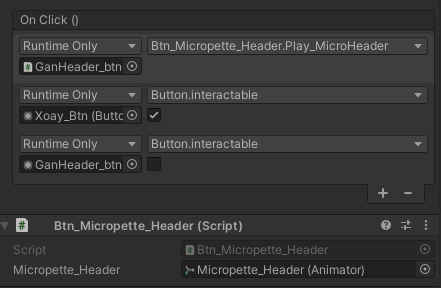 On Click ()
Runtime Only Btn_Micropette_Header.Play_MicroHeader
GanHeader_btn
Runtime Only Button.interactable
Xoay_Btn (Butto
Runtime Only Button.interactable
GanHeader_btn
+ −
# Btn_Micropette_Header (Script)
Script Btn_Micropette_Header
Micropette_Header Micropette_Header (Animator)